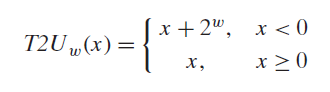 T2U_w(x) = { x + 2^w, x < 0
x, x ≥ 0